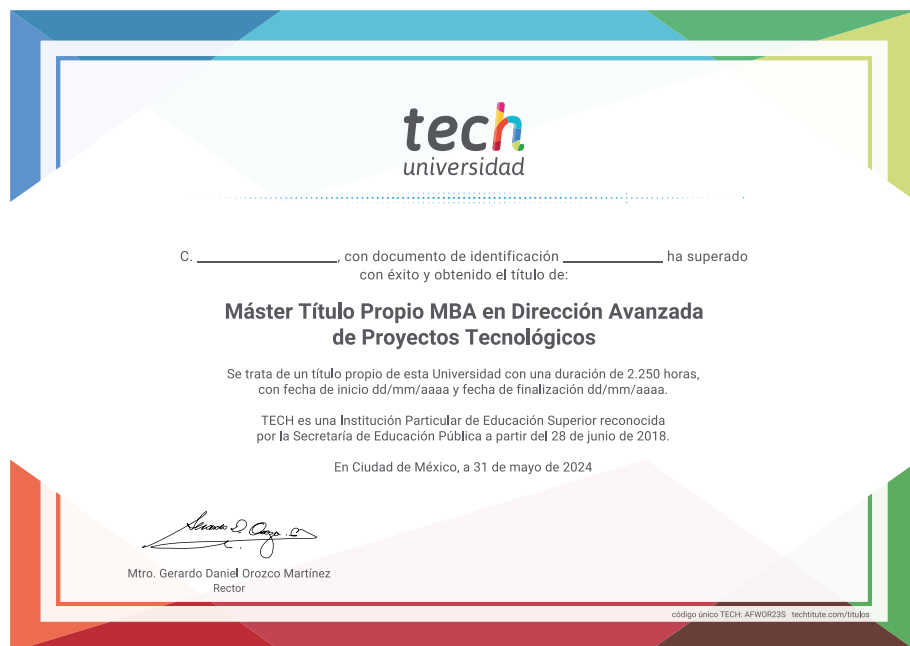 tech
universidad
C. , con documento de identificación ha superado
con éxito y obtenido el título de:
Máster Título Propio MBA en Dirección Avanzada
de Proyectos Tecnológicos
Se trata de un título propio de esta Universidad con una duración de 2.250 horas,
con fecha de inicio dd/mm/aaaa y fecha de finalización dd/mm/aaaa.
TECH es una Institución Particular de Educación Superior reconocida
por la Secretaría de Educación Pública a partir del 28 de junio de 2018.
En Ciudad de México, a 31 de mayo de 2024
Mtro. Gerardo Daniel Orozco Martínez
Rector
código único TECH: AFWOR23S techtitute.com/titulos